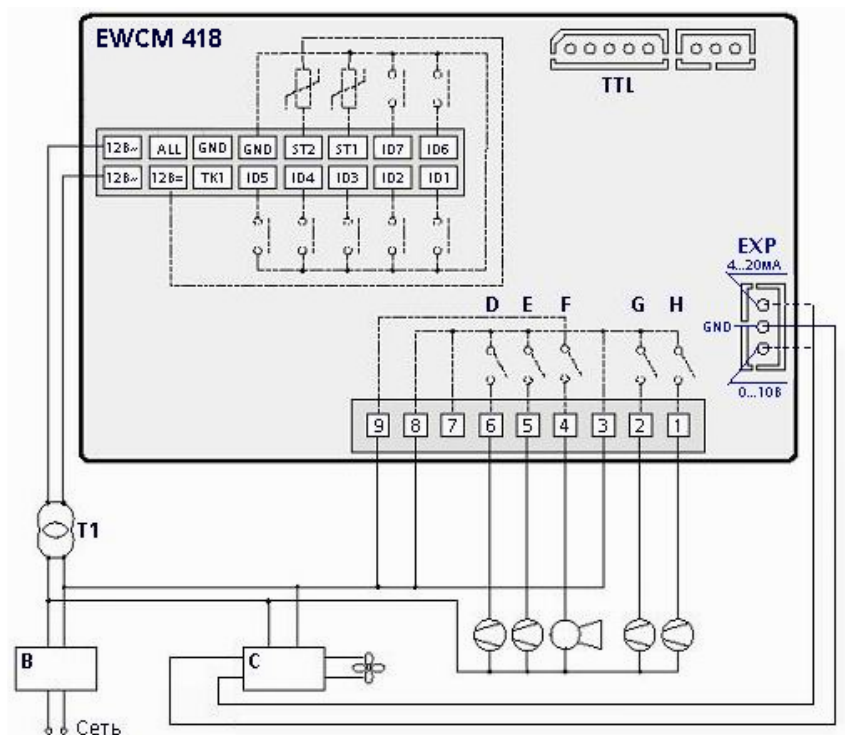 EWCM 418
TTL
12В~ ALL GND GND ST2 ST1 ID7 ID6
12В~ 12В= TK1 ID5 ID4 ID3 ID2 ID1
EXP
4...20мА
D E F G H
GND
0...10В
9 8 7 6 5 4 3 2 1
T1
B
C
Сеть